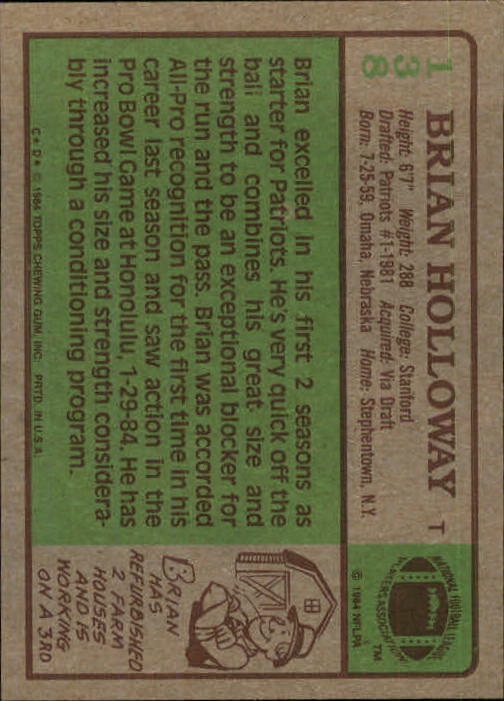 138
BRIAN HOLLOWAY T
Height: 6'7" Weight: 288 College: Stanford
Drafted: Patriots #1-1981 Acquired: Via Draft
Born: 7-25-59, Omaha, Nebraska Home: Stephentown, N.Y.
NATIONAL FOOTBALL LEAGUE
PLAYERS ASSOCIATION
TM
© 1984 NFLPA
Brian excelled in his first 2 seasons as
starter for Patriots. He's very quick off the
ball and combines his great size and
strength to be an exceptional blocker for
the run and the pass. Brian was accorded
All-Pro recognition for the first time in his
career last season and saw action in the
Pro Bowl Game at Honolulu, 1-29-84. He has
increased his size and strength considera-
bly through a conditioning program.
BRIAN
HAS
REFURBISHED
2 FARM
HOUSES
AND IS
WORKING
ON A 3RD
C* D* © 1984 TOPPS CHEWING GUM, INC. PRTD. IN U.S.A.